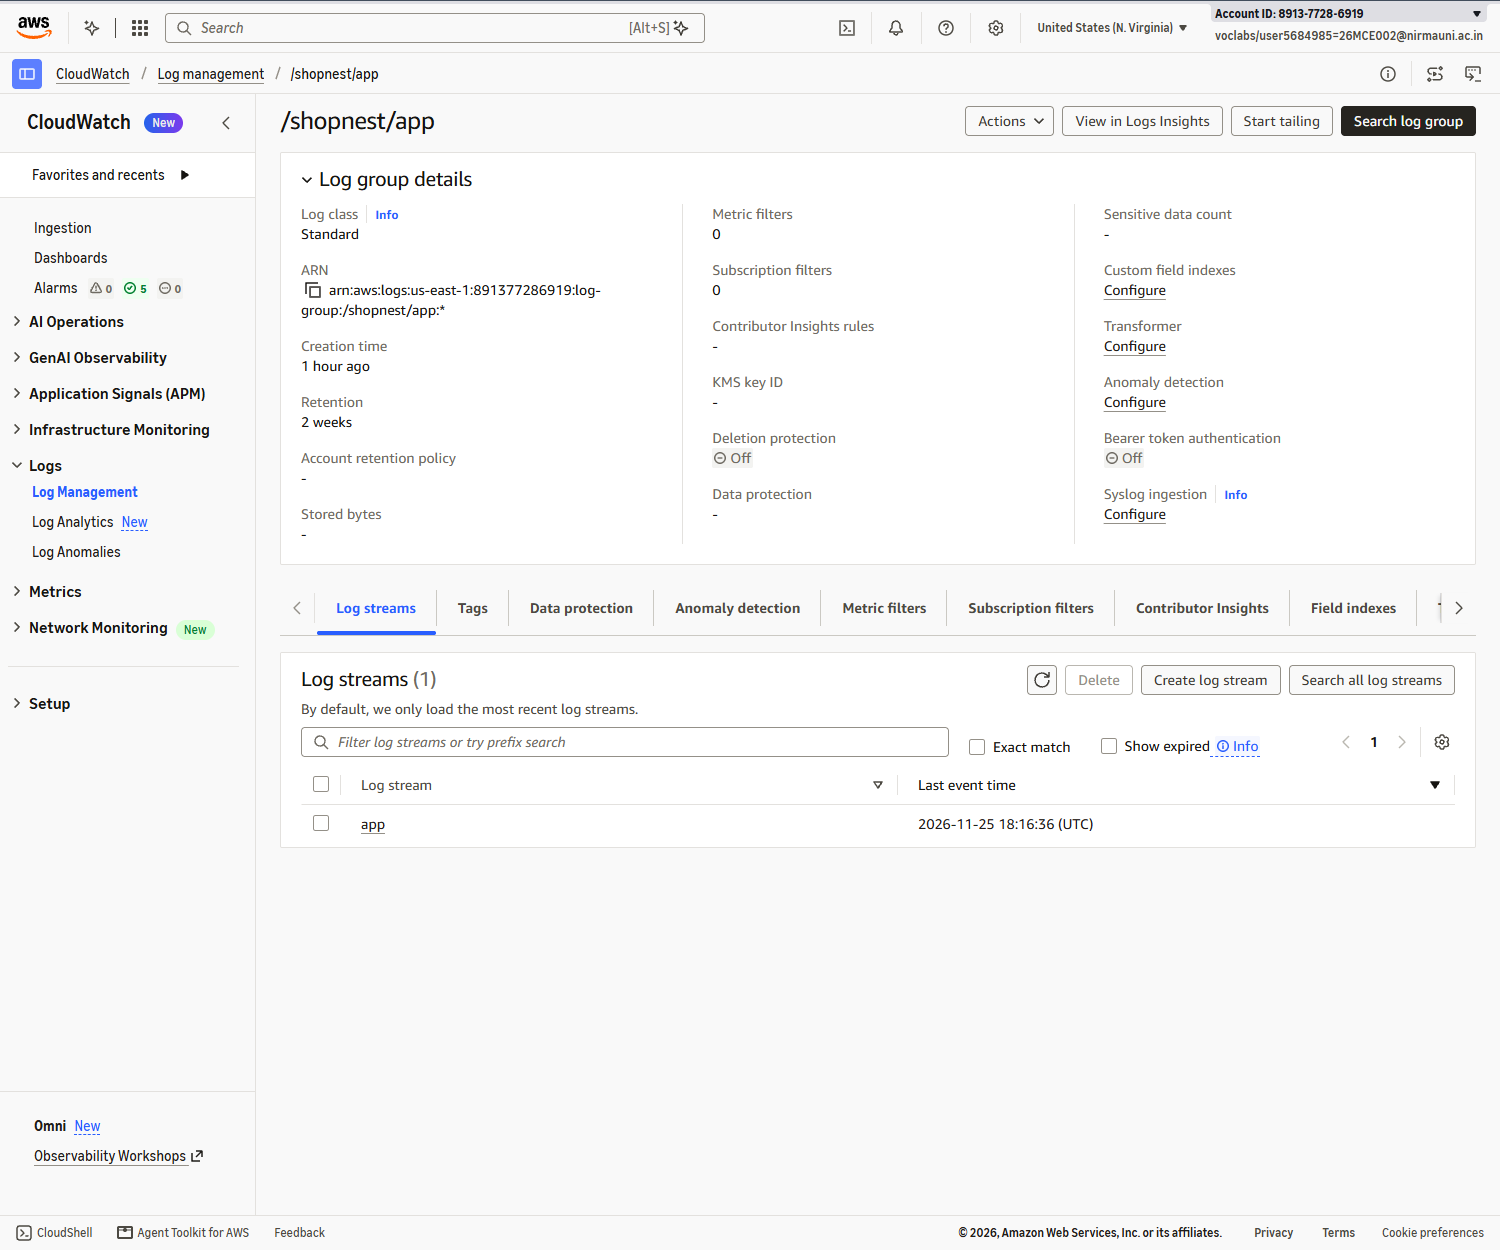 aws
Search [Alt+S]
United States (N. Virginia)
Account ID: 8913-7728-6919
voclabs/user5684985=26MCE002@nirmauni.ac.in
CloudWatch / Log management / /shopnest/app
CloudWatch New
Favorites and recents
Ingestion
Dashboards
Alarms 0 5 0
AI Operations
GenAI Observability
Application Signals (APM)
Infrastructure Monitoring
Logs
Log Management
Log Analytics New
Log Anomalies
Metrics
Network Monitoring New
Setup
Omni New
Observability Workshops
/shopnest/app
Actions
View in Logs Insights
Start tailing
Search log group
Log group details
Log class Info
Standard
ARN
arn:aws:logs:us-east-1:891377286919:log-
group:/shopnest/app:*
Creation time
1 hour ago
Retention
2 weeks
Account retention policy
-
Stored bytes
-
Metric filters
0
Subscription filters
0
Contributor Insights rules
-
KMS key ID
-
Deletion protection
Off
Data protection
-
Sensitive data count
-
Custom field indexes
Configure
Transformer
Configure
Anomaly detection
Configure
Bearer token authentication
Off
Syslog ingestion Info
Configure
Log streams
Tags
Data protection
Anomaly detection
Metric filters
Subscription filters
Contributor Insights
Field indexes
Log streams (1)
Delete
Create log stream
Search all log streams
By default, we only load the most recent log streams.
Filter log streams or try prefix search
Exact match
Show expired Info
1
Log stream
Last event time
app
2026-11-25 18:16:36 (UTC)
CloudShell
Agent Toolkit for AWS
Feedback
© 2026, Amazon Web Services, Inc. or its affiliates.
Privacy
Terms
Cookie preferences